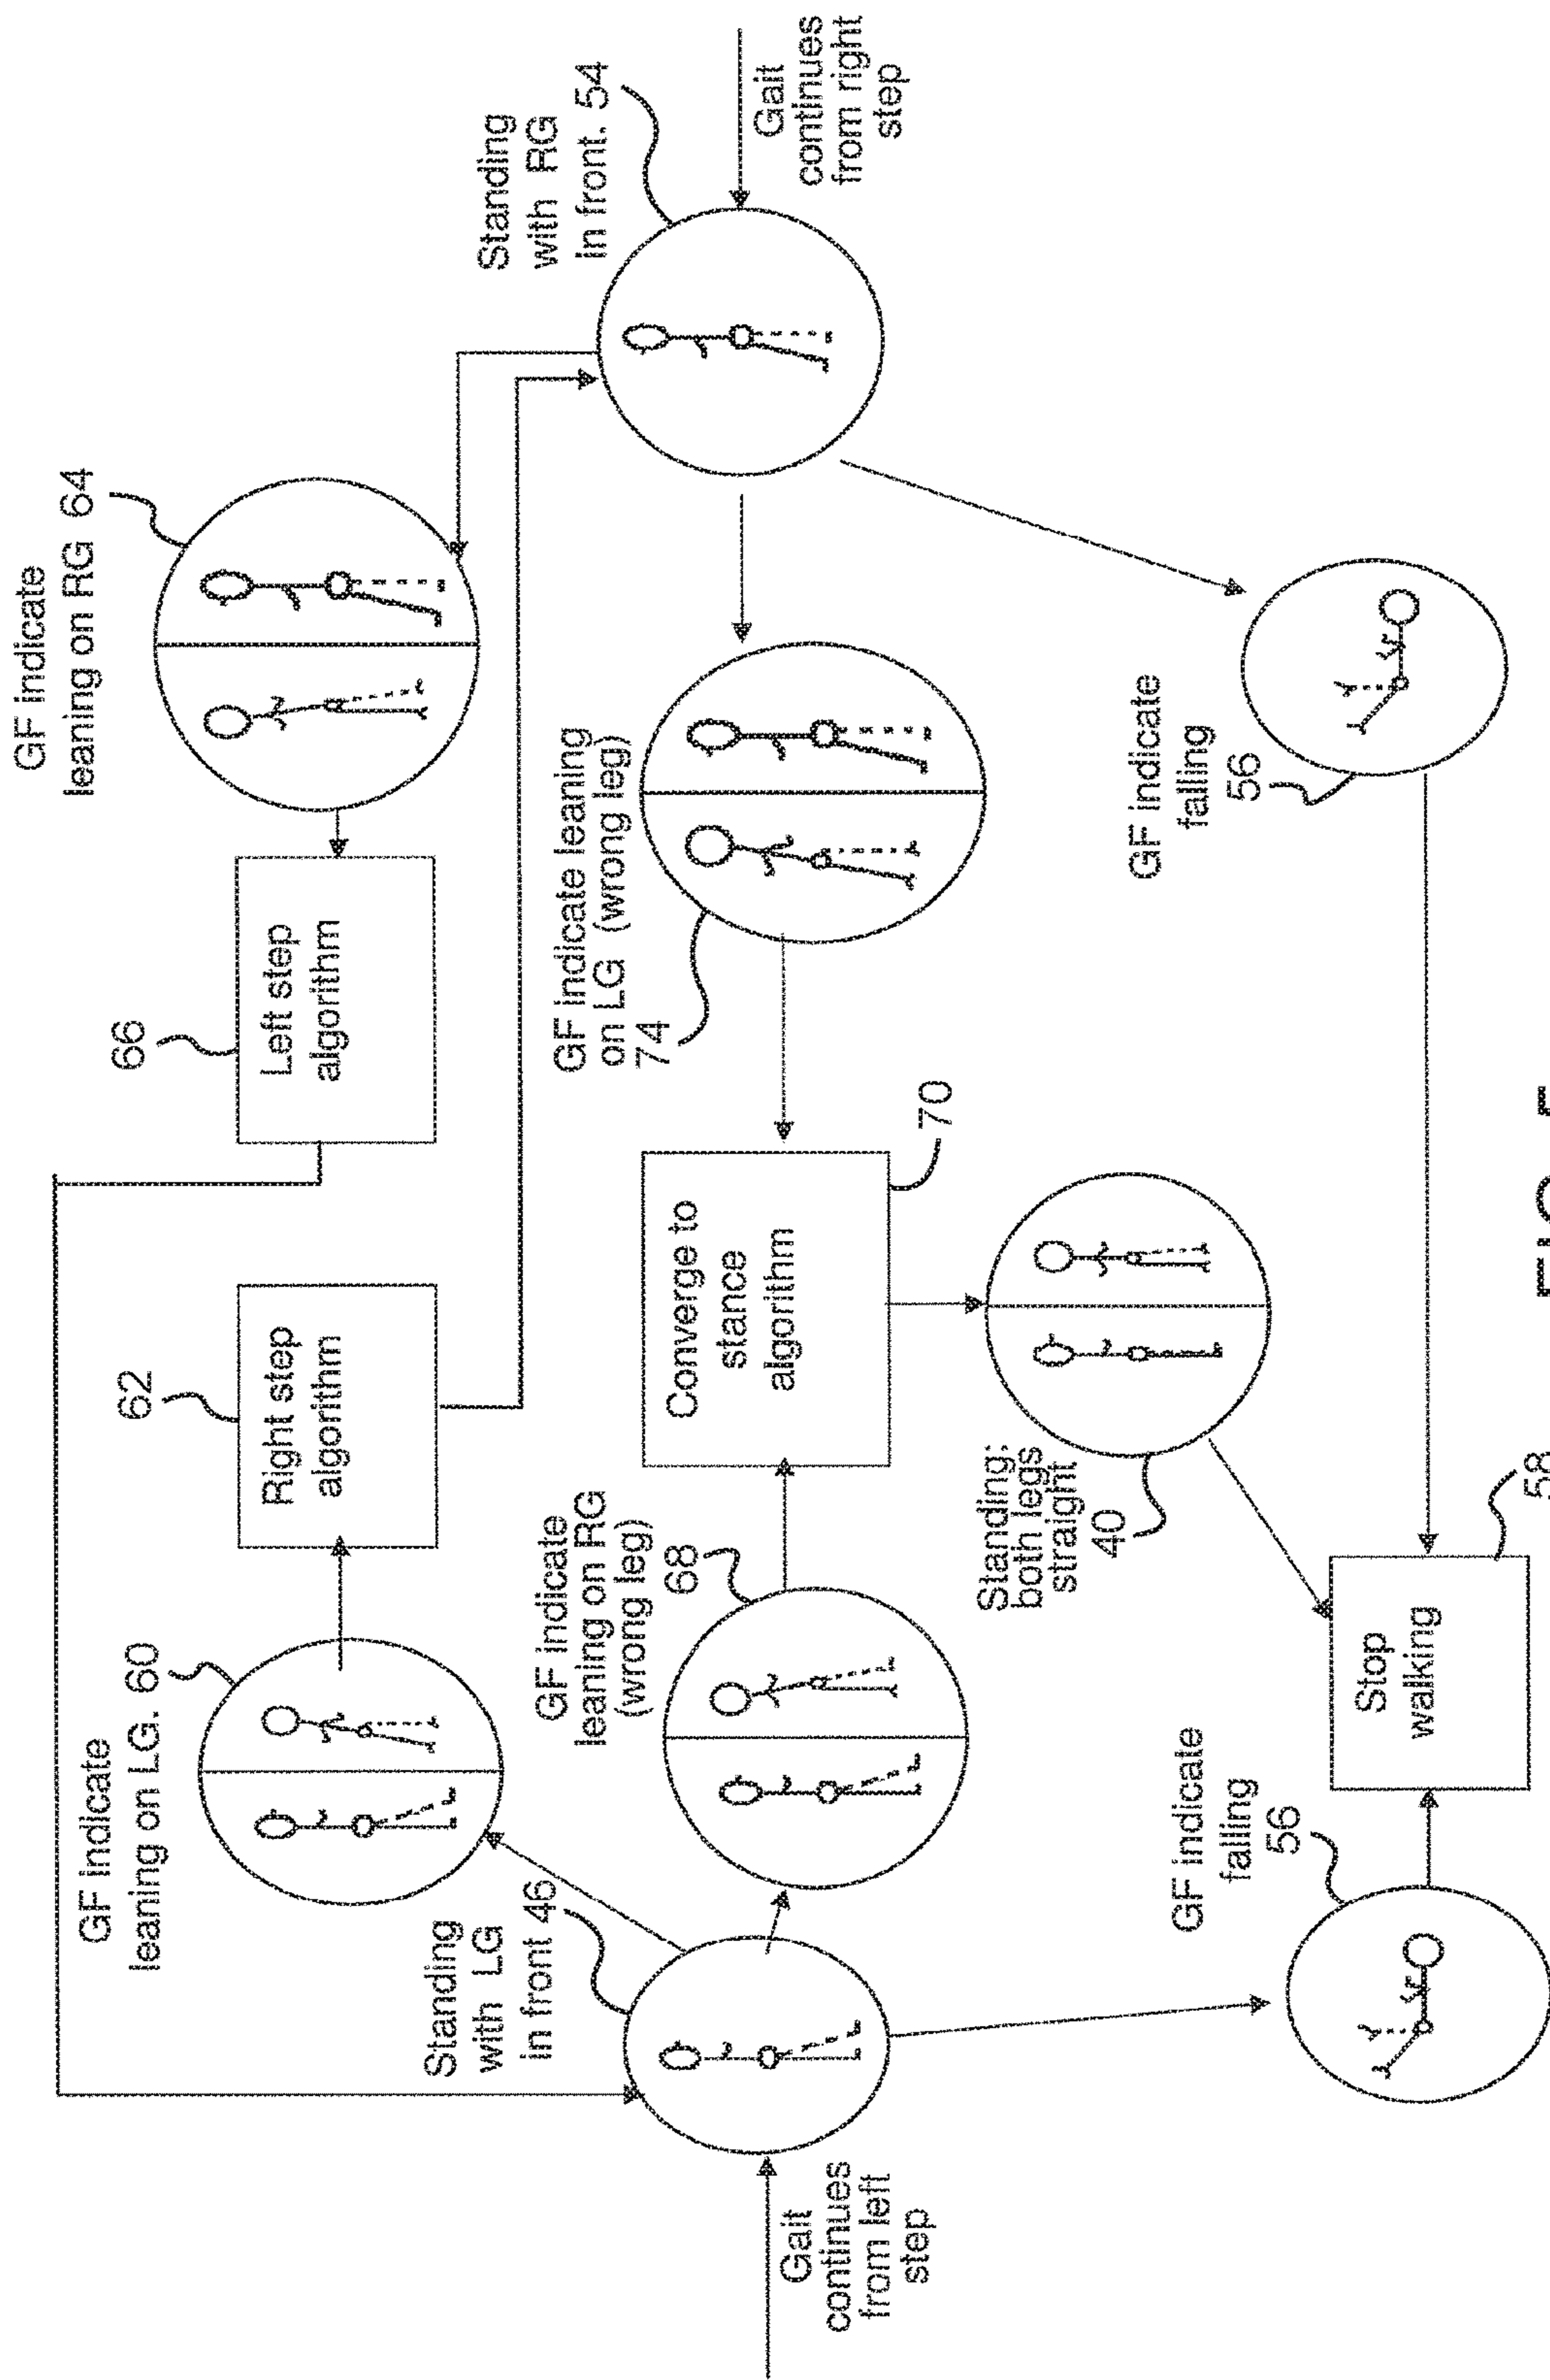 GF indicate
leaning on LG. 60
62
Right step
algorithm
66
Left step
algorithm
GF indicate
leaning on RG 64
Standing
with LG
in front 46
Gait
continues
from left
step
GF indicate
leaning on RG
(wrong leg)
68
Converge to
stance
algorithm
70
GF indicate leaning
on LG (wrong leg)
74
Standing
with RG
in front. 54
Gait
continues
from right
step
Standing:
both legs
straight
40
GF indicate
falling
56
Stop
walking
58
GF indicate
falling
56